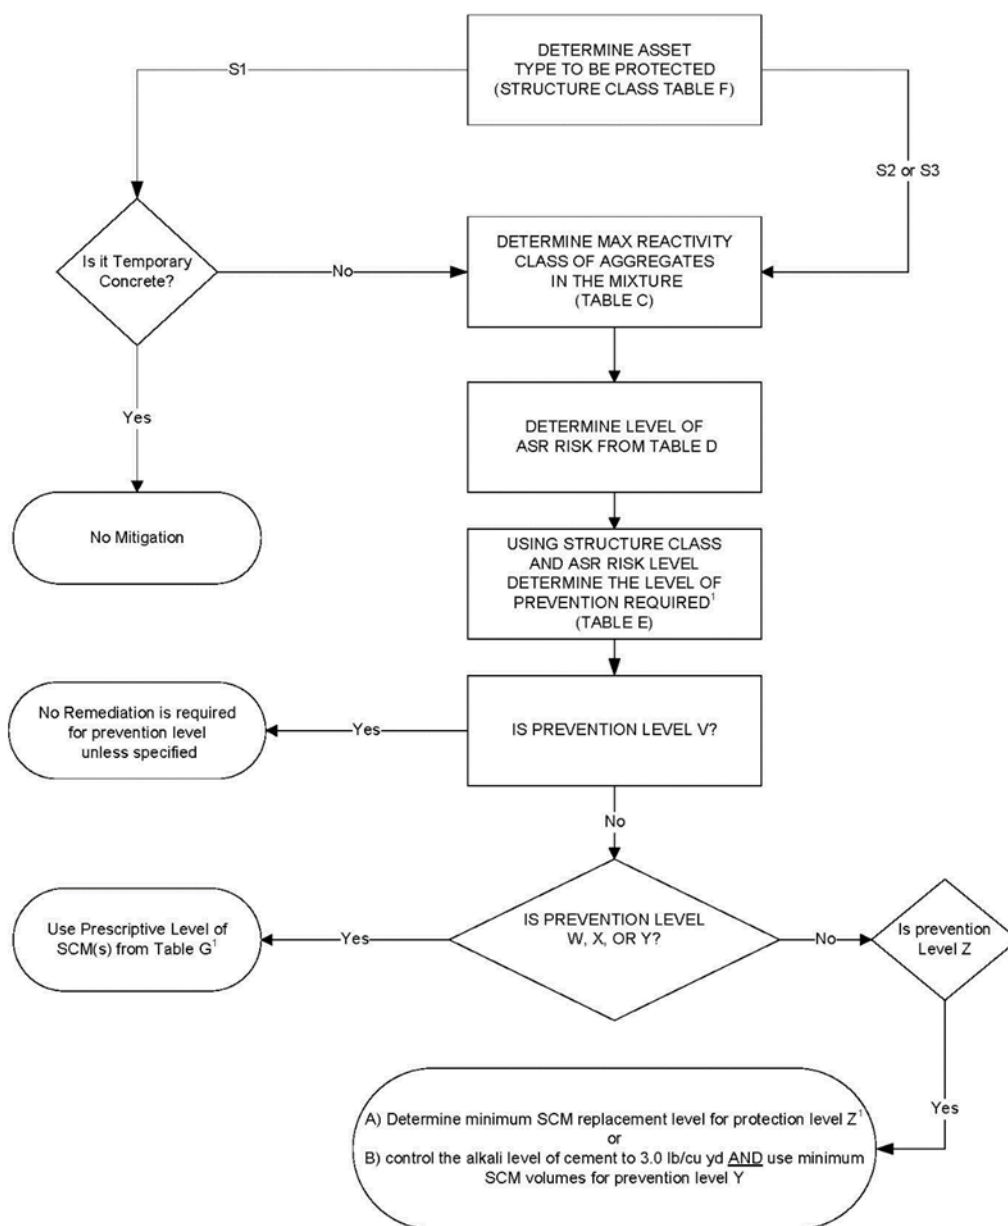 DETERMINE ASSET
TYPE TO BE PROTECTED
(STRUCTURE CLASS TABLE F)
S1
S2 or S3
Is it Temporary
Concrete?
No
DETERMINE MAX REACTIVITY
CLASS OF AGGREGATES
IN THE MIXTURE
(TABLE C)
Yes
DETERMINE LEVEL OF
ASR RISK FROM TABLE D
No Mitigation
USING STRUCTURE CLASS
AND ASR RISK LEVEL
DETERMINE THE LEVEL OF
PREVENTION REQUIRED¹
(TABLE E)
No Remediation is required
for prevention level
unless specified
Yes
IS PREVENTION LEVEL V?
No
Use Prescriptive Level of
SCM(s) from Table G¹
Yes
IS PREVENTION LEVEL
W, X, OR Y?
No
Is prevention
Level Z
Yes
A) Determine minimum SCM replacement level for protection level Z¹
or
B) control the alkali level of cement to 3.0 lb/cu yd AND use minimum
SCM volumes for prevention level Y